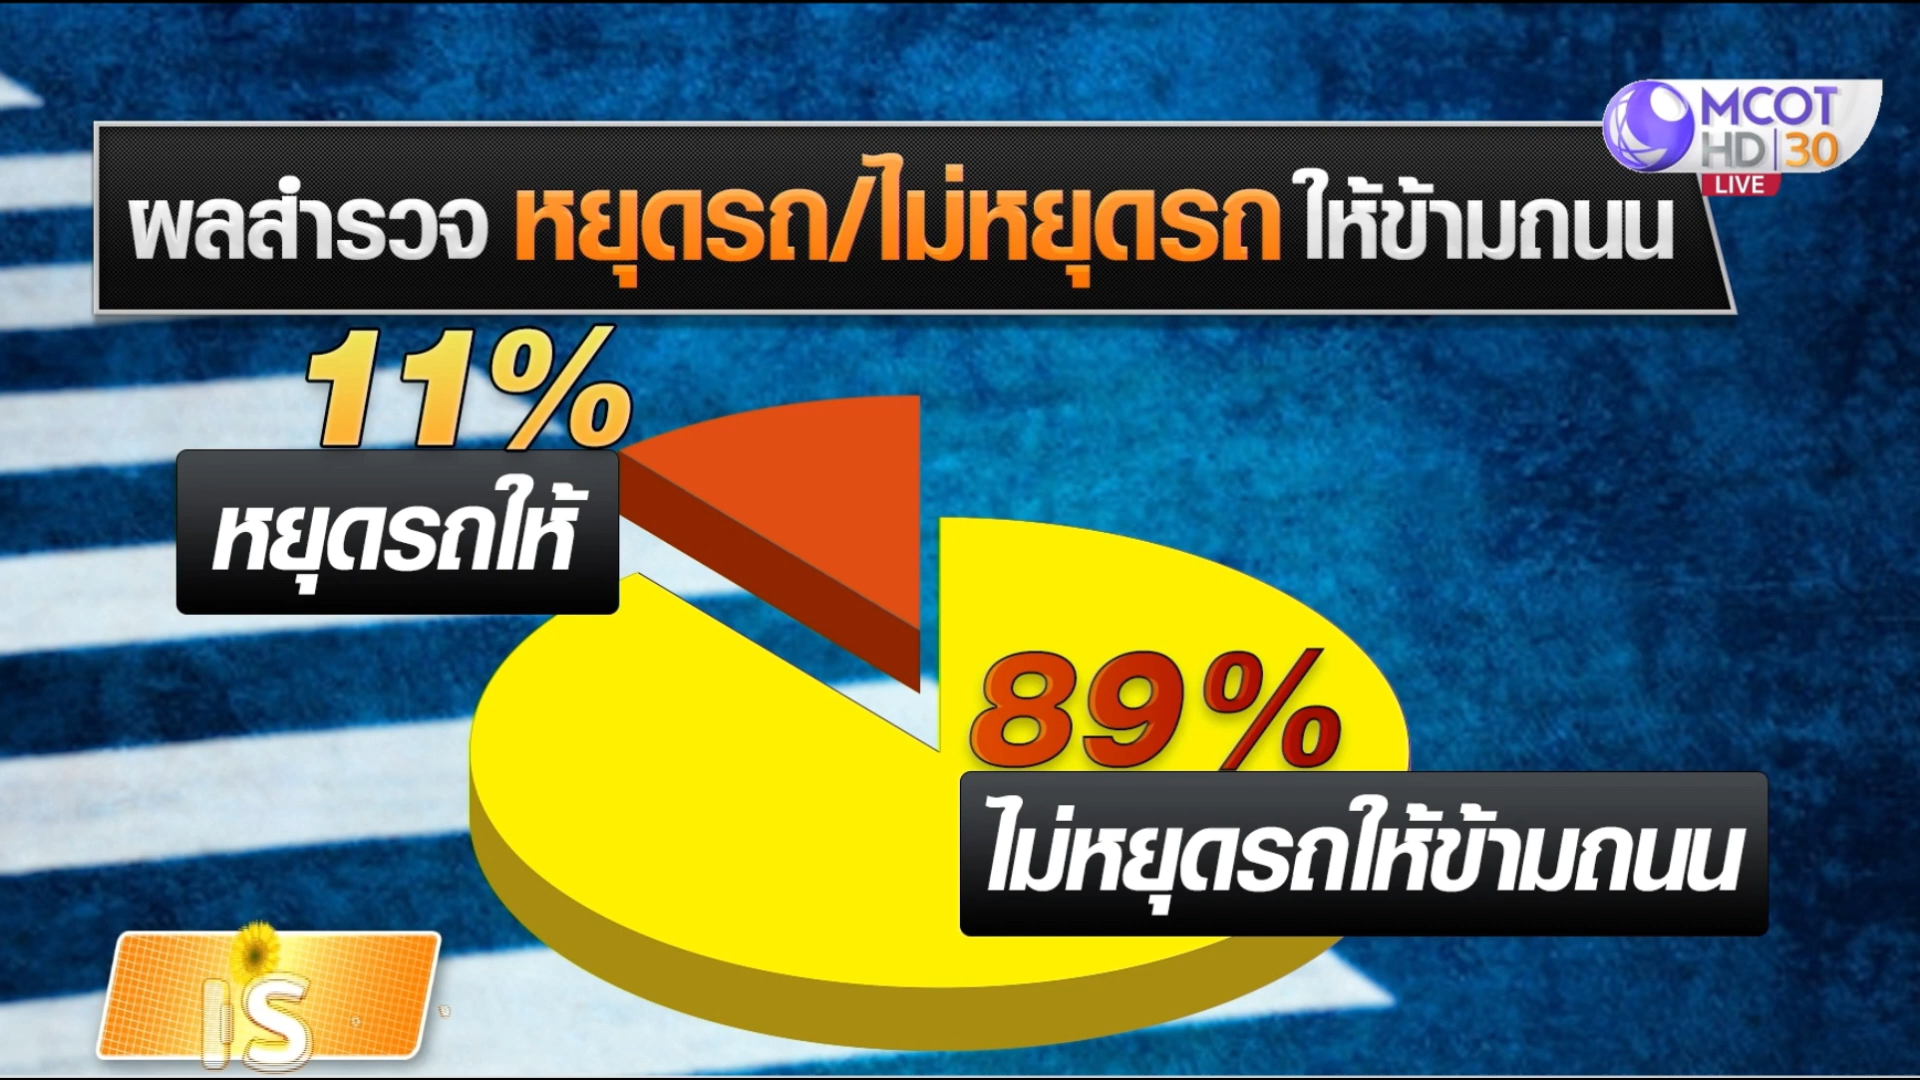 MCOT
HD 30
LIVE
ผลสำรวจ หยุดรถ/ไม่หยุดรถ ให้ข้ามถนน
11%
หยุดรถให้
89%
ไม่หยุดรถให้ข้ามถนน